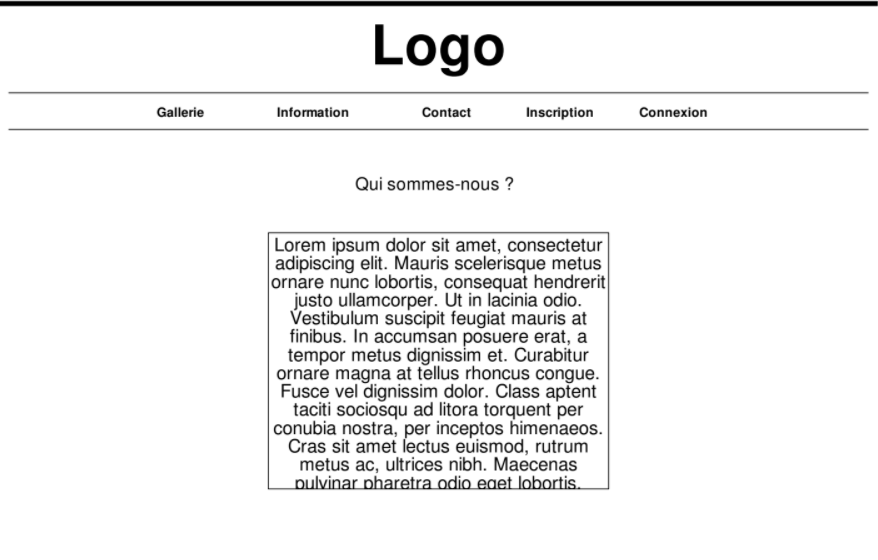 Logo
Gallerie Information Contact Inscription Connexion
Qui sommes-nous ?
Lorem ipsum dolor sit amet, consectetur
adipiscing elit. Mauris scelerisque metus
ornare nunc lobortis, consequat hendrerit
justo ullamcorper. Ut in lacinia odio.
Vestibulum suscipit feugiat mauris at
finibus. In accumsan posuere erat, a
tempor metus dignissim et. Curabitur
ornare magna at tellus rhoncus congue.
Fusce vel dignissim dolor. Class aptent
taciti sociosqu ad litora torquent per
conubia nostra, per inceptos himenaeos.
Cras sit amet lectus euismod, rutrum
metus ac, ultrices nibh. Maecenas
pulvinar pharetra odio eget lobortis.